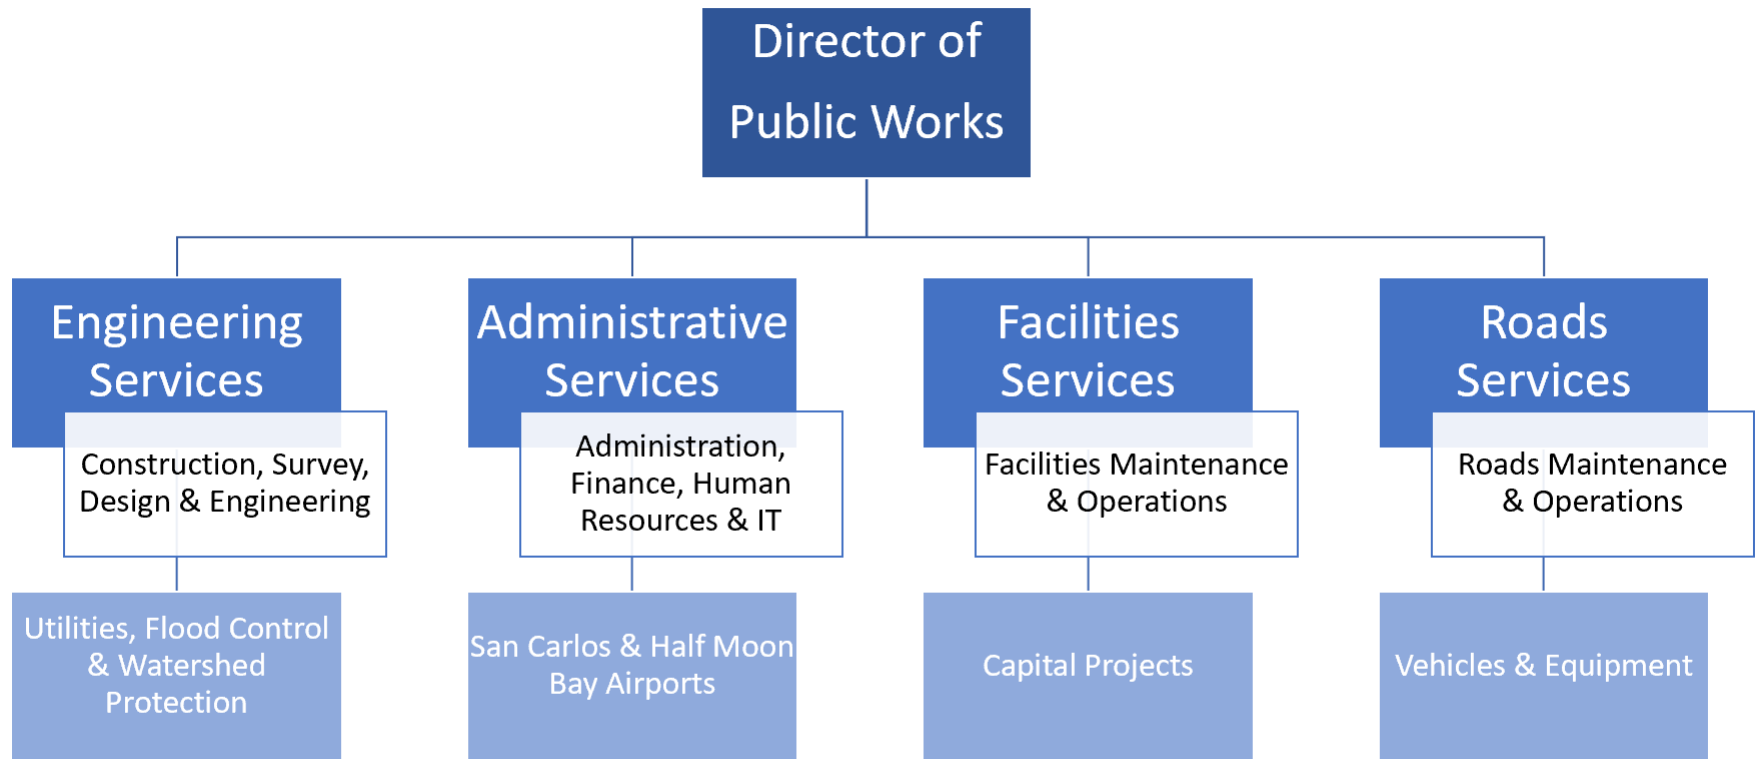 Director of
Public Works
Engineering
Services
Construction, Survey,
Design & Engineering
Utilities, Flood Control
& Watershed
Protection
Administrative
Services
Administration,
Finance, Human
Resources & IT
San Carlos & Half Moon
Bay Airports
Facilities
Services
Facilities Maintenance
& Operations
Capital Projects
Roads
Services
Roads Maintenance
& Operations
Vehicles & Equipment